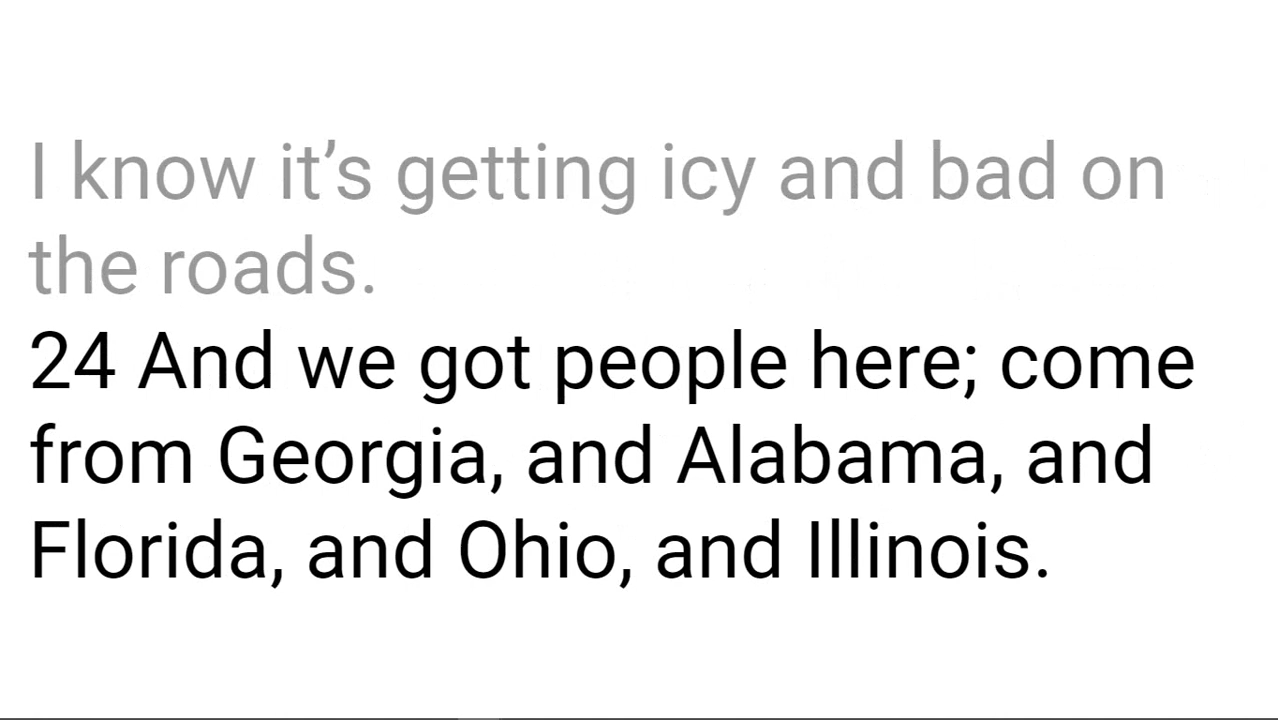 I know it’s getting icy and bad on
the roads.
24 And we got people here; come
from Georgia, and Alabama, and
Florida, and Ohio, and Illinois.